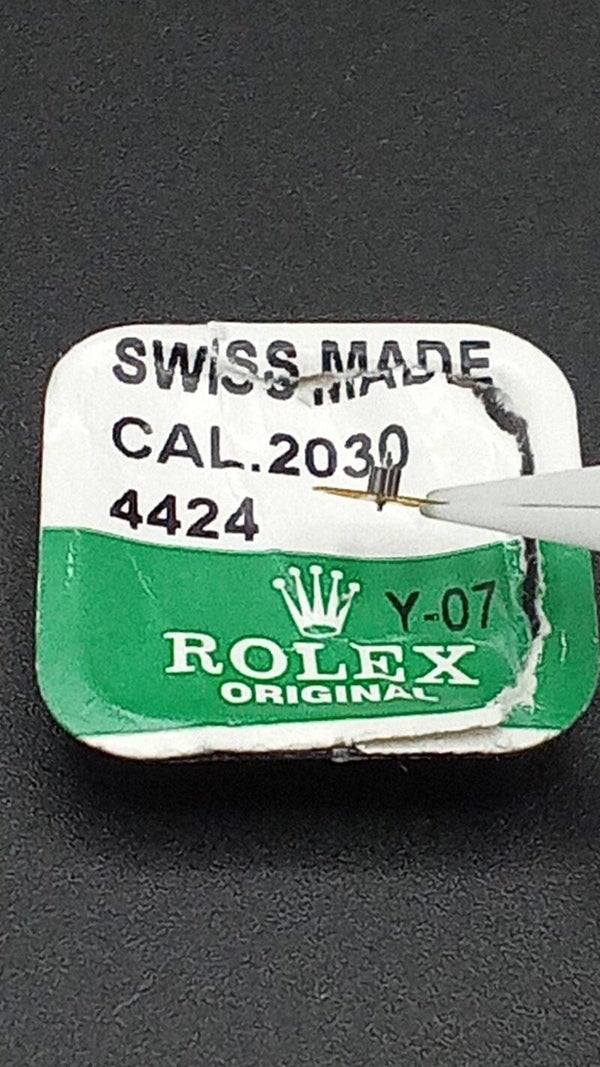 SWISS MADE
CAL.2030
4424
Y-07
ROLEX
ORIGINAL